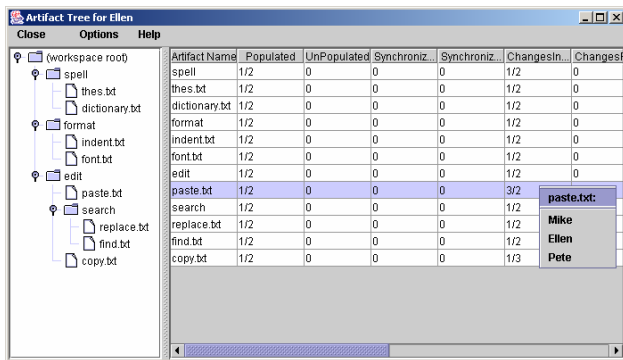 Artifact Tree for Ellen
Close Options Help
(workspace root)
spell
thes.txt
dictionary.txt
format
indent.txt
font.txt
edit
paste.txt
search
replace.txt
find.txt
copy.txt
Artifact Name Populated UnPopulated Synchroniz... Synchroniz... ChangesIn... Changes
spell 1/2 0 0 0 1/2 0
thes.txt 1/2 0 0 0 1/2 0
dictionary.txt 1/2 0 0 0 1/2 0
format 1/2 0 0 0 1/2 0
indent.txt 1/2 0 0 0 1/2 0
font.txt 1/2 0 0 0 1/2 0
edit 1/2 0 0 0 1/2 0
paste.txt 1/2 0 0 0 3/2
search 1/2 0 0 0 1/2
replace.txt 1/2 0 0 0 1/2
find.txt 1/2 0 0 0 1/2
copy.txt 1/2 0 0 0 1/3
paste.txt:
Mike
Ellen
Pete